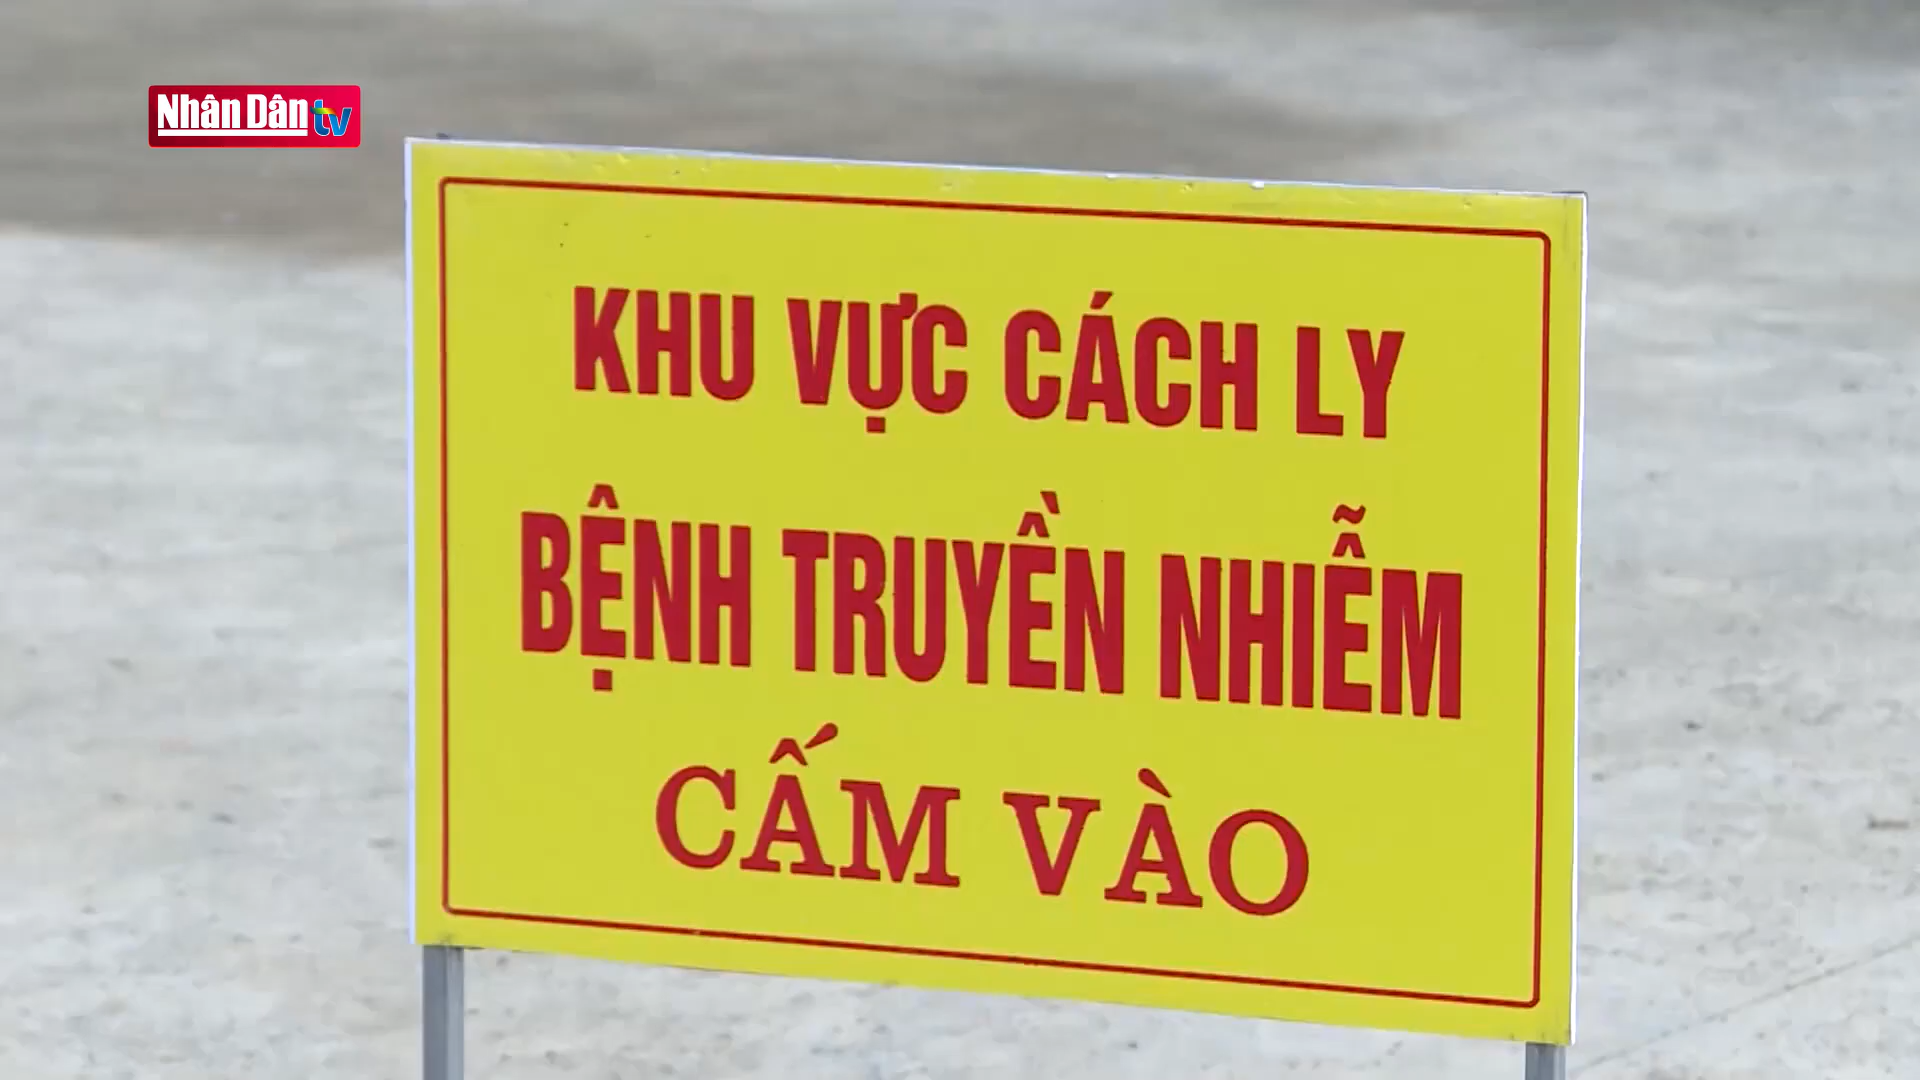 Nhân Dân tv
KHU VỰC CÁCH LY
BỆNH TRUYỀN NHIỄM
CẤM VÀO